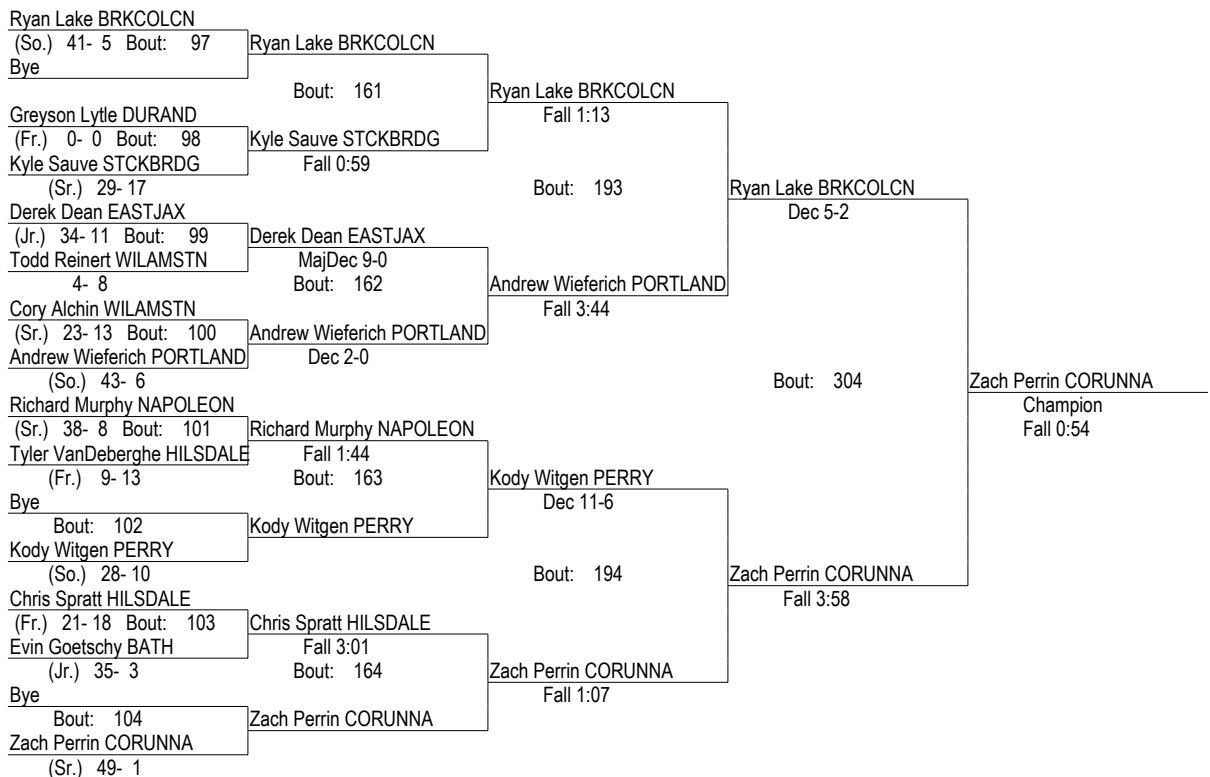 Ryan Lake BRKCOLCN
(So.) 41- 5 Bout: 97
Ryan Lake BRKCOLCN
Bye
Bout: 161
Ryan Lake BRKCOLCN
Greyson Lytle DURAND
Fall 1:13
(Fr.) 0- 0 Bout: 98
Kyle Sauve STCKBRDG
Kyle Sauve STCKBRDG
Fall 0:59
(Sr.) 29- 17
Bout: 193
Ryan Lake BRKCOLCN
Derek Dean EASTJAX
Dec 5-2
(Jr.) 34- 11 Bout: 99
Derek Dean EASTJAX
Todd Reinert WILAMSTN
MajDec 9-0
4- 8
Bout: 162
Andrew Wieferich PORTLAND
Cory Alchin WILAMSTN
Fall 3:44
(Sr.) 23- 13 Bout: 100
Andrew Wieferich PORTLAND
Andrew Wieferich PORTLAND
Dec 2-0
(So.) 43- 6
Bout: 304
Zach Perrin CORUNNA
Richard Murphy NAPOLEON
Champion
(Sr.) 38- 8 Bout: 101
Richard Murphy NAPOLEON
Fall 0:54
Tyler VanDeberghe HILSDALE
Fall 1:44
(Fr.) 9- 13
Bout: 163
Kody Witgen PERRY
Bye
Dec 11-6
Bout: 102
Kody Witgen PERRY
Kody Witgen PERRY
(So.) 28- 10
Bout: 194
Zach Perrin CORUNNA
Chris Spratt HILSDALE
Fall 3:58
(Fr.) 21- 18 Bout: 103
Chris Spratt HILSDALE
Evin Goetschy BATH
Fall 3:01
(Jr.) 35- 3
Bout: 164
Zach Perrin CORUNNA
Bye
Fall 1:07
Bout: 104
Zach Perrin CORUNNA
Zach Perrin CORUNNA
(Sr.) 49- 1